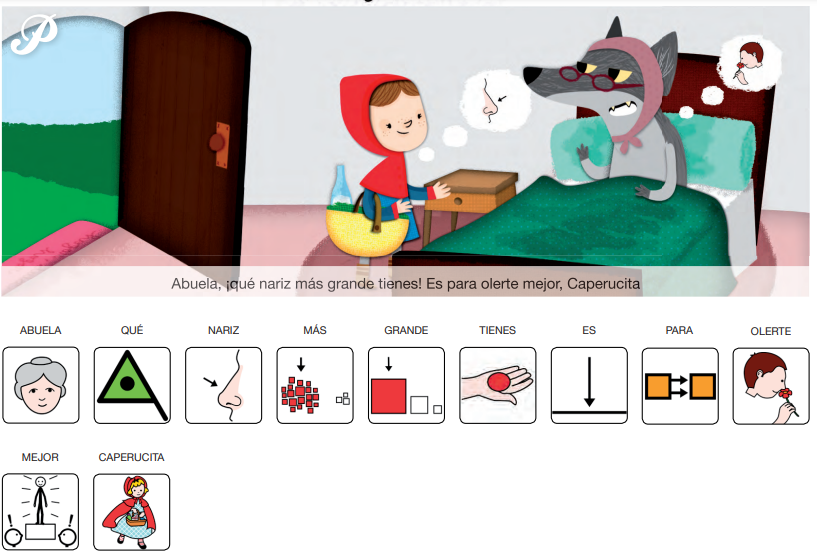 P
Abuela, ¡qué nariz más grande tienes! Es para olerte mejor, Caperucita
ABUELA QUÉ NARIZ MÁS GRANDE TIENES ES PARA OLERTE
MEJOR CAPERUCITA